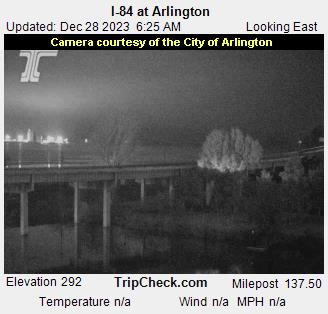 I-84 at Arlington
Updated: Dec 28 2023 6:25 AM Looking East
Camera courtesy of the City of Arlington
Elevation 292 TripCheck.com Milepost 137.50
Temperature n/a Wind n/a MPH n/a